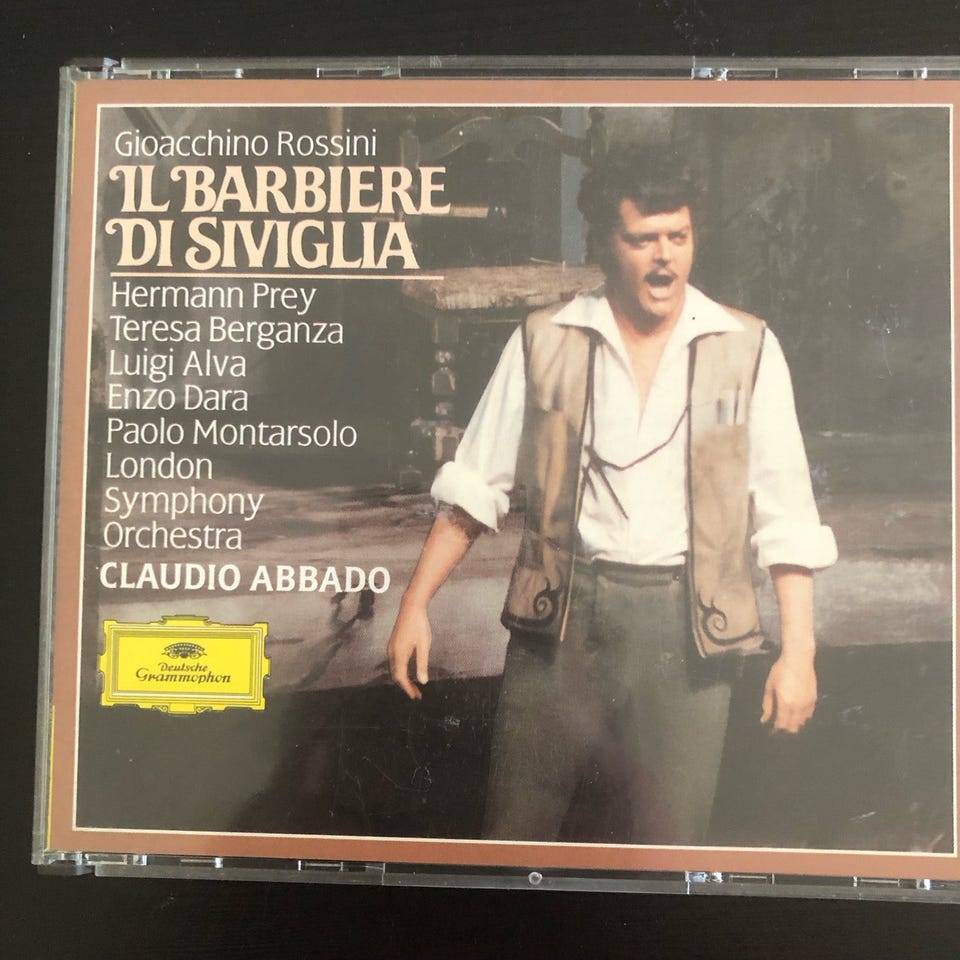 Gioacchino Rossini
IL BARBIERE
DI SIVIGLIA
Hermann Prey
Teresa Berganza
Luigi Alva
Enzo Dara
Paolo Montarsolo
London
Symphony
Orchestra
CLAUDIO ABBADO
Deutsche
Grammophon